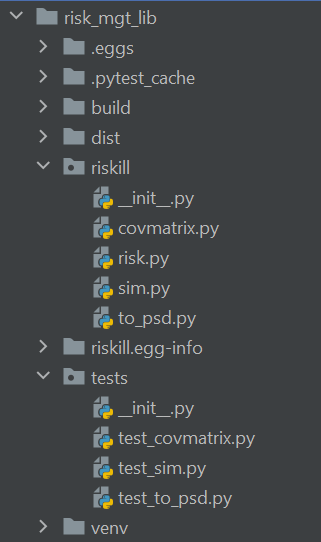 risk_mgt_lib
.eggs
.pytest_cache
build
dist
riskill
__init__.py
covmatrix.py
risk.py
sim.py
to_psd.py
riskill.egg-info
tests
__init__.py
test_covmatrix.py
test_sim.py
test_to_psd.py
venv